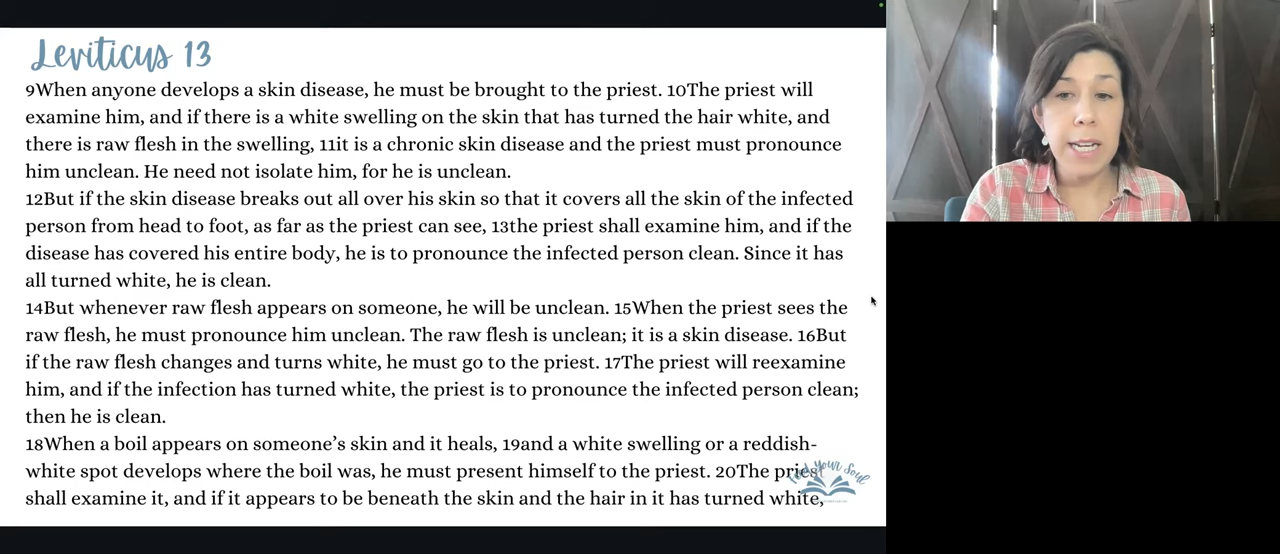 Leviticus 13
9When anyone develops a skin disease, he must be brought to the priest. 10The priest will
examine him, and if there is a white swelling on the skin that has turned the hair white, and
there is raw flesh in the swelling, 11it is a chronic skin disease and the priest must pronounce
him unclean. He need not isolate him, for he is unclean.
12But if the skin disease breaks out all over his skin so that it covers all the skin of the infected
person from head to foot, as far as the priest can see, 13the priest shall examine him, and if the
disease has covered his entire body, he is to pronounce the infected person clean. Since it has
all turned white, he is clean.
14But whenever raw flesh appears on someone, he will be unclean. 15When the priest sees the
raw flesh, he must pronounce him unclean. The raw flesh is unclean; it is a skin disease. 16But
if the raw flesh changes and turns white, he must go to the priest. 17The priest will reexamine
him, and if the infection has turned white, the priest is to pronounce the infected person clean;
then he is clean.
18When a boil appears on someone’s skin and it heals, 19and a white swelling or a reddish-
white spot develops where the boil was, he must present himself to the priest. 20The pries
shall examine it, and if it appears to be beneath the skin and the hair in it has turned white,
Your Soul